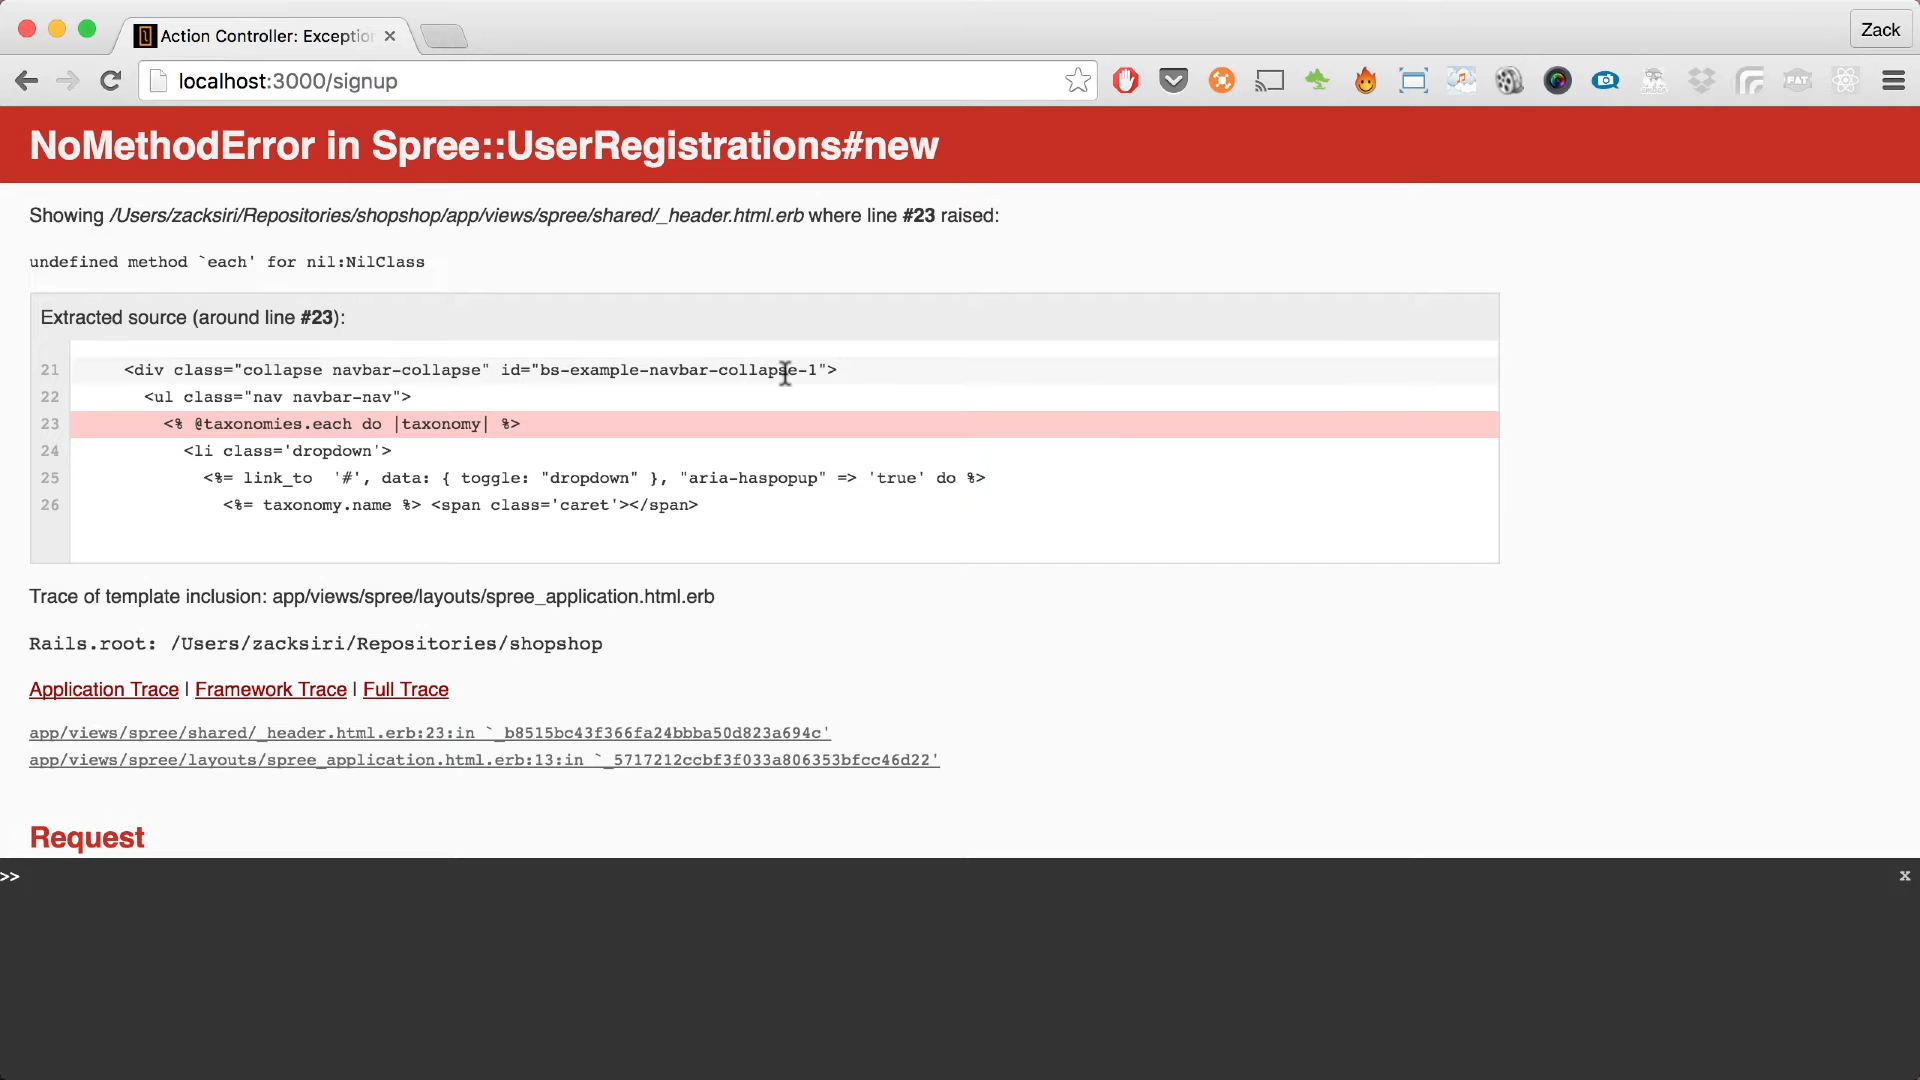 Action Controller: Exceptio
Zack
localhost:3000/signup
FAT
NoMethodError in Spree::UserRegistrations#new
Showing /Users/zacksiri/Repositories/shopshop/app/views/spree/shared/_header.html.erb where line #23 raised:
undefined method `each' for nil:NilClass
Extracted source (around line #23):
21 <div class="collapse navbar-collapse" id="bs-example-navbar-collapse-1">
22 <ul class="nav navbar-nav">
23 <% @taxonomies.each do |taxonomy| %>
24 <li class='dropdown'>
25 <%= link_to '#', data: { toggle: "dropdown" }, "aria-haspopup" => 'true' do %>
26 <%= taxonomy.name %> <span class='caret'></span>
Trace of template inclusion: app/views/spree/layouts/spree_application.html.erb
Rails.root: /Users/zacksiri/Repositories/shopshop
Application Trace | Framework Trace | Full Trace
app/views/spree/shared/_header.html.erb:23:in `_b8515bc43f366fa24bbba50d823a694c'
app/views/spree/layouts/spree_application.html.erb:13:in `_5717212ccbf3f033a806353bfcc46d22'
Request
>>
x